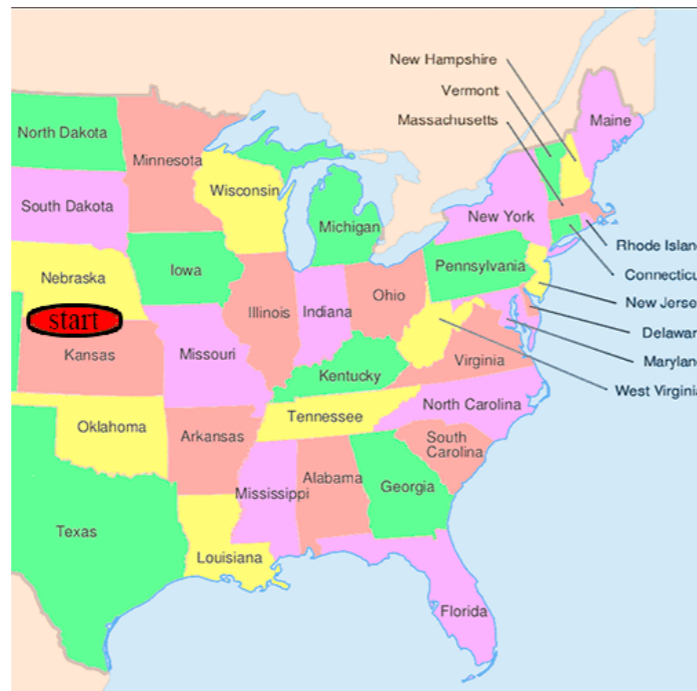 New Hampshire
Vermont
Massachusetts
Maine
North Dakota
Minnesota
Wisconsin
South Dakota
Michigan
New York
Rhode Islan
Pennsylvania
Connecticu
Nebraska
Iowa
Illinois
Indiana
Ohio
New Jerse
start
Delawar
Kansas
Missouri
Virginia
Marylan
Kentucky
West Virginia
North Carolina
Tennessee
Oklahoma
Arkansas
South
Carolina
Mississippi
Alabama
Georgia
Texas
Louisiana
Florida